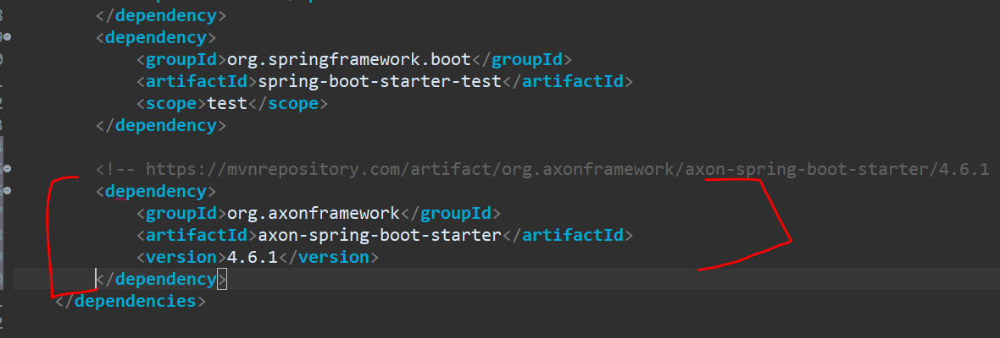 </dependency>
<dependency>
<groupId>org.springframework.boot</groupId>
<artifactId>spring-boot-starter-test</artifactId>
<scope>test</scope>
</dependency>
<!-- https://mvnrepository.com/artifact/org.axonframework/axon-spring-boot-starter/4.6.1
<dependency>
<groupId>org.axonframework</groupId>
<artifactId>axon-spring-boot-starter</artifactId>
<version>4.6.1</version>
</dependency>
</dependencies>